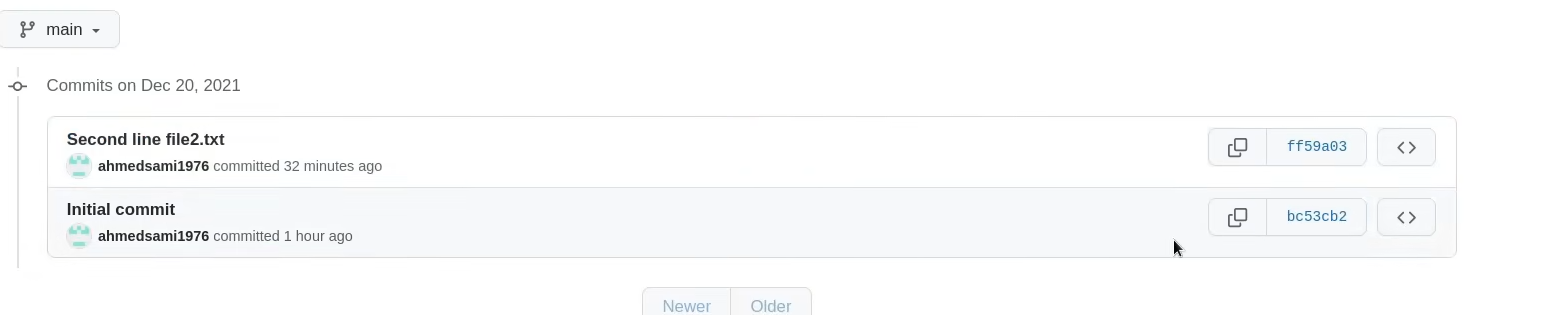 main
Commits on Dec 20, 2021
Second line file2.txt
ff59a03
ahmedsami1976 committed 32 minutes ago
Initial commit
bc53cb2
ahmedsami1976 committed 1 hour ago
Newer Older